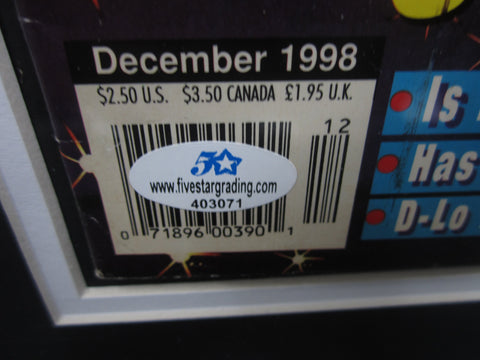 December 1998
$2.50 U.S. $3.50 CANADA £1.95 U.K.
12
5
www.fivestargrading.com
403071
0 71896 00390 1
Is
Has
D-Lo